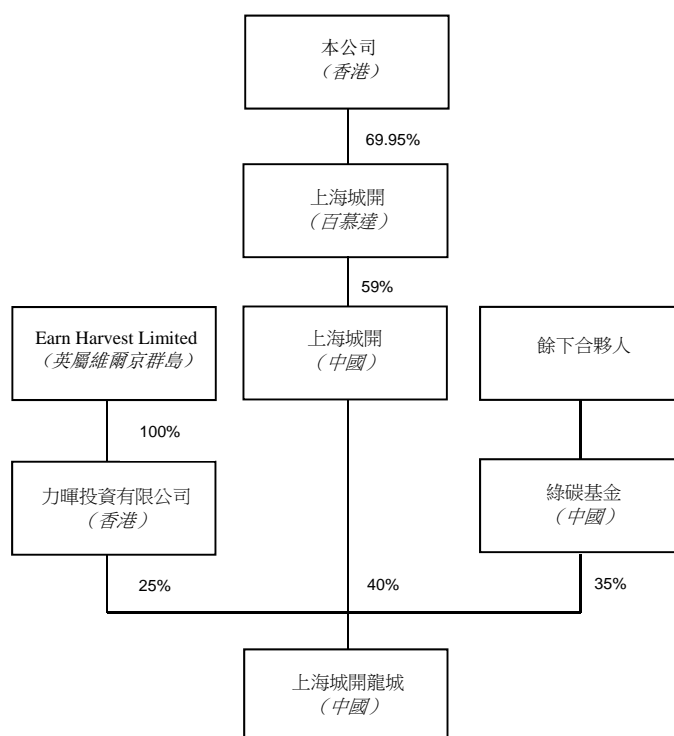 本公司
（香港）
69.95%
上海城開
（百慕達）
59%
Earn Harvest Limited
（英屬維爾京群島）
上海城開
（中國）
餘下合夥人
100%
力暉投資有限公司
（香港）
綠碳基金
（中國）
25%
40%
35%
上海城開龍城
（中國）